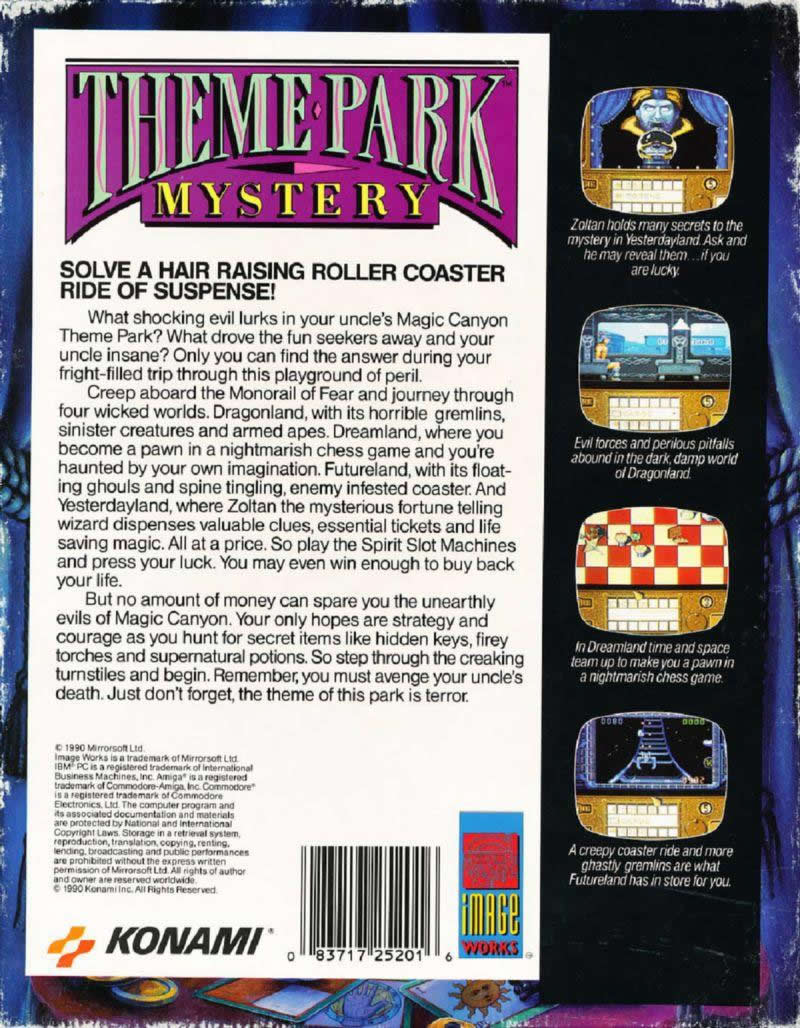 THEME PARK™
MYSTERY
SOLVE A HAIR RAISING ROLLER COASTER
RIDE OF SUSPENSE!
What shocking evil lurks in your uncle's Magic Canyon
Theme Park? What drove the fun seekers away and your
uncle insane? Only you can find the answer during your
fright-filled trip through this playground of peril.
Creep aboard the Monorail of Fear and journey through
four wicked worlds. Dragonland, with its horrible gremlins,
sinister creatures and armed apes. Dreamland, where you
become a pawn in a nightmarish chess game and you're
haunted by your own imagination. Futureland, with its float-
ing ghouls and spine tingling, enemy infested coaster. And
Yesterdayland, where Zoltan the mysterious fortune telling
wizard dispenses valuable clues, essential tickets and life
saving magic. All at a price. So play the Spirit Slot Machines
and press your luck. You may even win enough to buy back
your life.
But no amount of money can spare you the unearthly
evils of Magic Canyon. Your only hopes are strategy and
courage as you hunt for secret items like hidden keys, firey
torches and supernatural potions. So step through the creaking
turnstiles and begin. Remember, you must avenge your uncle's
death. Just don't forget, the theme of this park is terror.
© 1990 Mirrorsoft Ltd.
Image Works is a trademark of Mirrorsoft Ltd.
IBM® PC is a registered trademark of International
Business Machines, Inc. Amiga® is a registered
trademark of Commodore-Amiga, Inc. Commodore®
is a registered trademark of Commodore
Electronics, Ltd. The computer program and
its associated documentation and materials
are protected by National and International
Copyright Laws. Storage in a retrieval system,
reproduction, translation, copying, renting,
lending, broadcasting and public performances
are prohibited without the express written
permission of Mirrorsoft Ltd. All rights of author
and owner are reserved worldwide.
© 1990 Konami Inc. All Rights Reserved.
KONAMI®
0 83717 25201 6
IMAGE
WORKS
Zoltan holds many secrets to the
mystery in Yesterdayland. Ask and
he may reveal them...if you
are lucky.
Evil forces and perilous pitfalls
abound in the dark, damp world
of Dragonland.
In Dreamland time and space
team up to make you a pawn in
a nightmarish chess game.
A creepy coaster ride and more
ghastly gremlins are what
Futureland has in store for you.